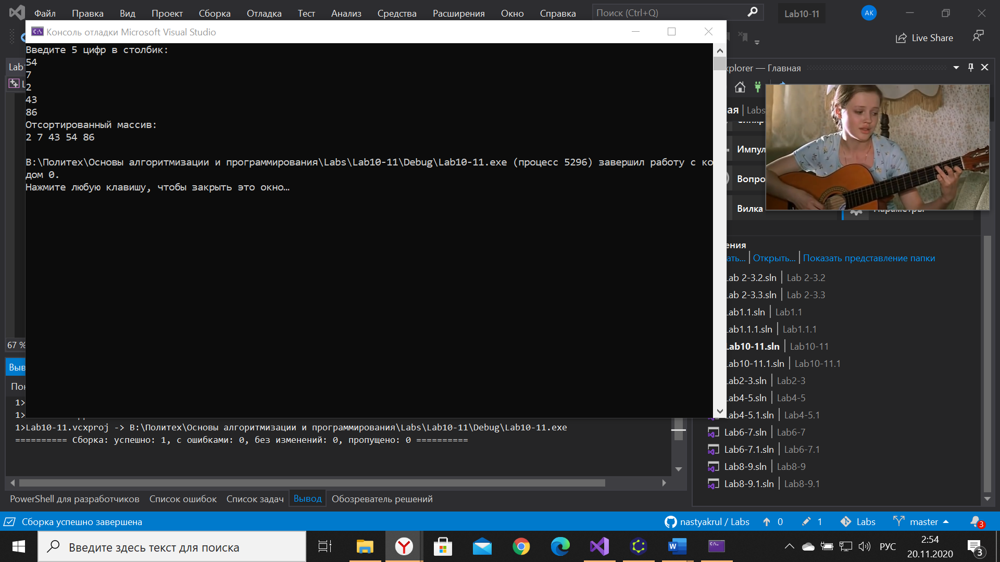 Файл Правка Вид Проект Сборка Отладка Тест Анализ Средства Расширения Окно Справка Поиск (Ctrl+Q) Lab10-11 AK
Консоль отладки Microsoft Visual Studio
Live Share
Введите 5 цифр в столбик:
54
7
2
43
86
Отсортированный массив:
2 7 43 54 86
B:\Политех\Основы алгоритмизации и программирования\Labs\Lab10-11\Debug\Lab10-11.exe (процесс 5296) завершил работу с ко
дом 0.
Нажмите любую клавишу, чтобы закрыть это окно…
Lab
67 %
Выв
Пок
1>
1>
1>Lab10-11.vcxproj -> B:\Политех\Основы алгоритмизации и программирования\Labs\Lab10-11\Debug\Lab10-11.exe
========== Сборка: успешно: 1, с ошибками: 0, без изменений: 0, пропущено: 0 ==========
PowerShell для разработчиков Список ошибок Список задач Вывод Обозреватель решений
xplorer — Главная
ая | Labs
Импул
Вопро
Вилка
Параметры
ения
ать... | Открыть... | Показать представление папки
Lab 2-3.2.sln | Lab 2-3.2
Lab 2-3.3.sln | Lab 2-3.3
Lab1.1.sln | Lab1.1
Lab1.1.1.sln | Lab1.1.1
Lab10-11.sln | Lab10-11
Lab10-11.1.sln | Lab10-11.1
Lab2-3.sln | Lab2-3
Lab4-5.sln | Lab4-5
Lab4-5.1.sln | Lab4-5.1
Lab6-7.sln | Lab6-7
Lab6-7.1.sln | Lab6-7.1
Lab8-9.sln | Lab8-9
Lab8-9.1.sln | Lab8-9.1
Сборка успешно завершена
nastyakrul / Labs 0 1 Labs master 3
Введите здесь текст для поиска
РУС
2:54
20.11.2020
3